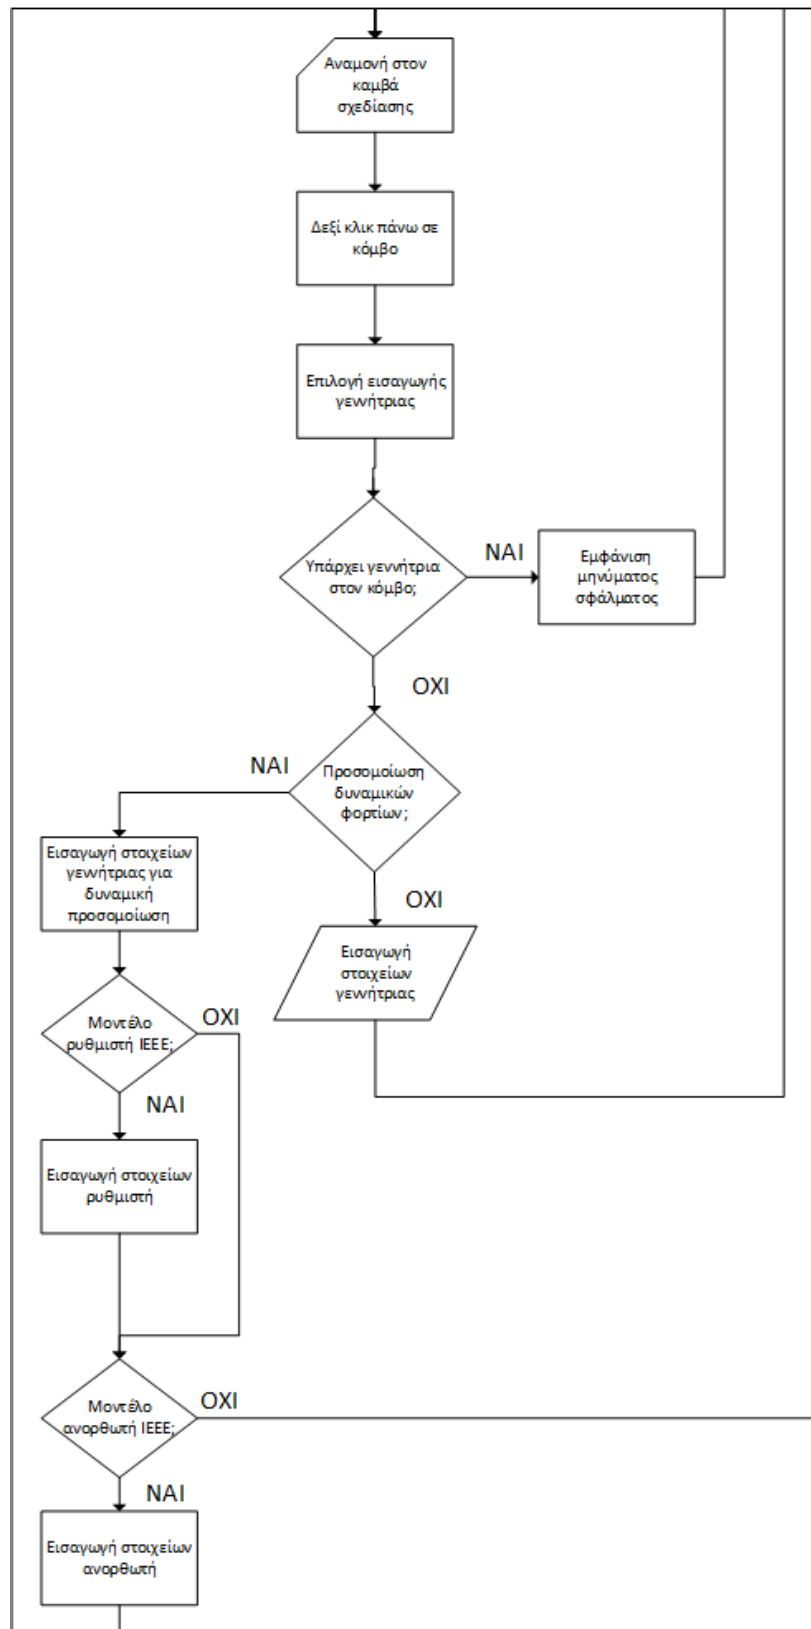 Αναμονή στον
καμβά
σχεδίασης
Δεξί κλικ πάνω σε
κόμβο
Επιλογή εισαγωγής
γεννήτριας
Υπάρχει γεννήτρια
στον κόμβο;
ΝΑΙ
Εμφάνιση
μηνύματος
σφάλματος
ΟΧΙ
Προσομοίωση
δυναμικών
φορτίων;
ΝΑΙ
Εισαγωγή στοιχείων
γεννήτριας για
δυναμική
προσομοίωση
ΟΧΙ
Εισαγωγή
στοιχείων
γεννήτριας
Μοντέλο
ρυθμιστή IEEE;
ΟΧΙ
ΝΑΙ
Εισαγωγή στοιχείων
ρυθμιστή
Μοντέλο
ανορθωτή IEEE;
ΟΧΙ
ΝΑΙ
Εισαγωγή στοιχείων
ανορθωτή